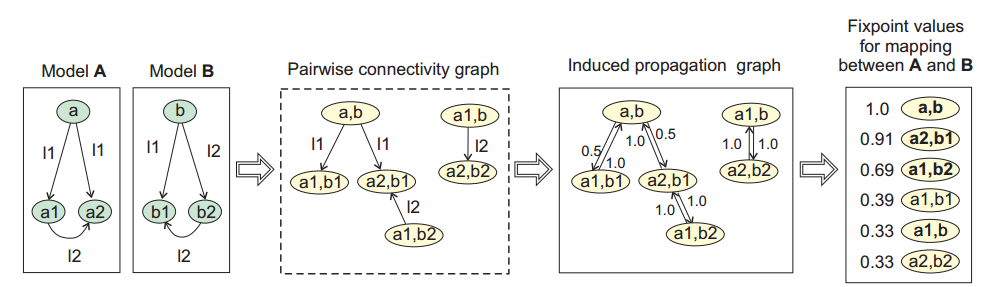 Model A
a
l1
l1
a1
a2
l2
Model B
b
l1
l2
b1
b2
l2
Pairwise connectivity graph
a,b
l1
l1
a1,b1
a2,b1
l2
a1,b2
a1,b
l2
a2,b2
Induced propagation graph
a,b
0.5
1.0
0.5
1.0
a1,b1
a2,b1
1.0
1.0
a1,b2
a1,b
1.0
1.0
a2,b2
Fixpoint values
for mapping
between A and B
1.0 a,b
0.91 a2,b1
0.69 a1,b2
0.39 a1,b1
0.33 a1,b
0.33 a2,b2